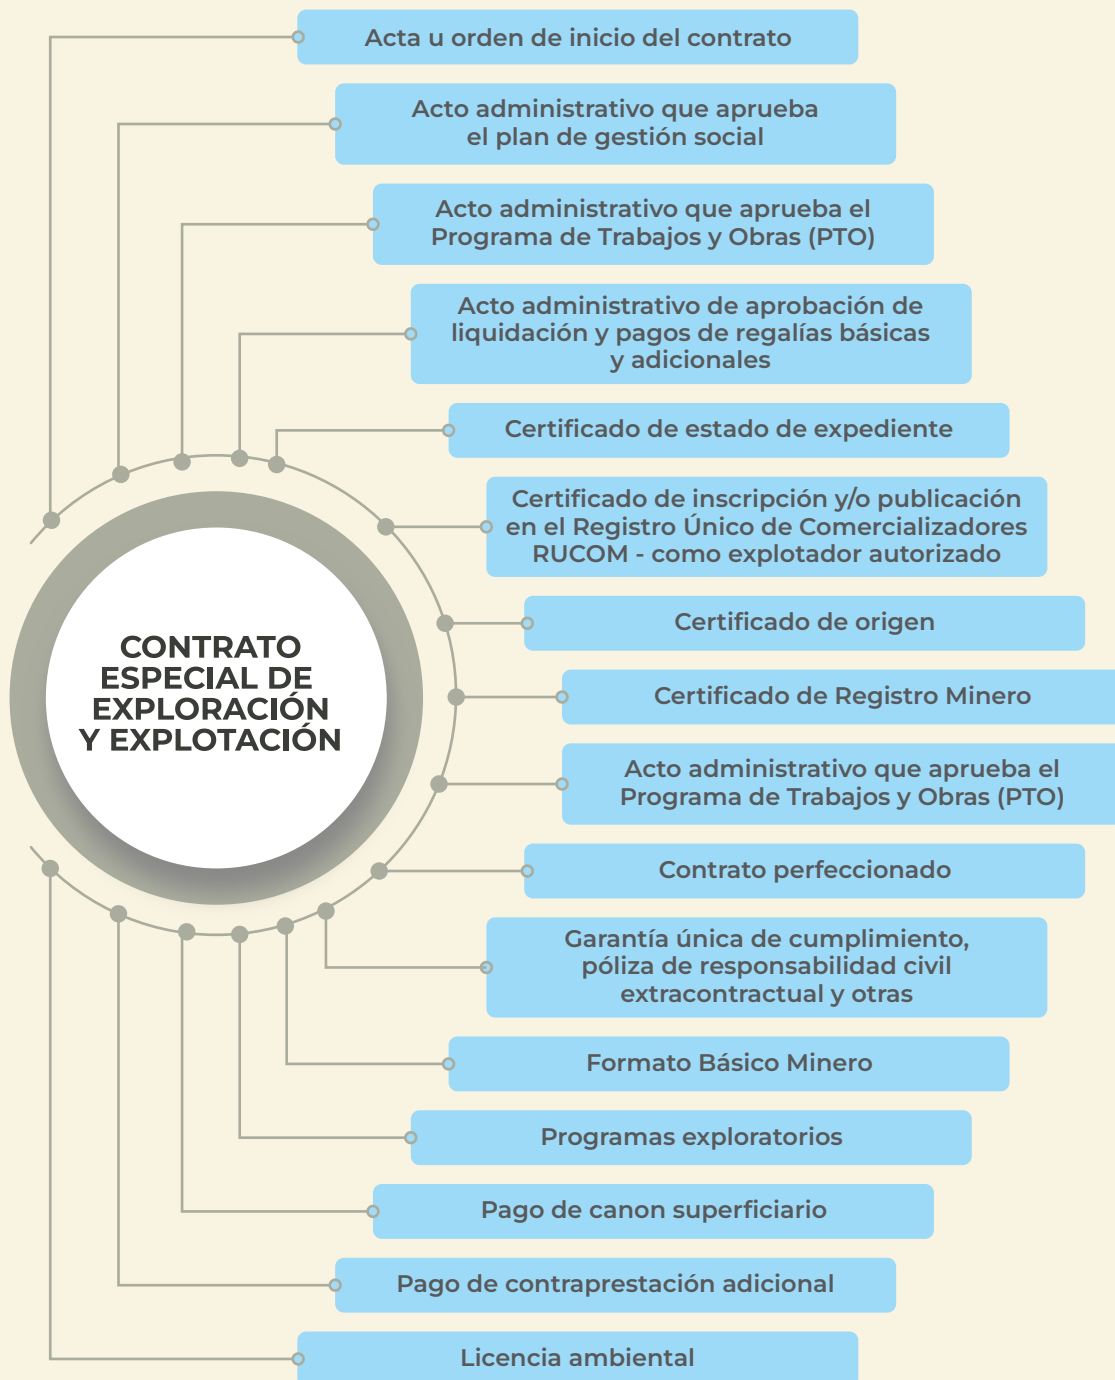 Acta u orden de inicio del contrato
Acto administrativo que aprueba
el plan de gestión social
Acto administrativo que aprueba el
Programa de Trabajos y Obras (PTO)
Acto administrativo de aprobación de
liquidación y pagos de regalías básicas
y adicionales
Certificado de estado de expediente
Certificado de inscripción y/o publicación
en el Registro Único de Comercializadores
RUCOM - como explotador autorizado
Certificado de origen
CONTRATO
ESPECIAL DE
EXPLORACIÓN
Y EXPLOTACIÓN
Certificado de Registro Minero
Acto administrativo que aprueba el
Programa de Trabajos y Obras (PTO)
Contrato perfeccionado
Garantía única de cumplimiento,
póliza de responsabilidad civil
extracontractual y otras
Formato Básico Minero
Programas exploratorios
Pago de canon superficiario
Pago de contraprestación adicional
Licencia ambiental